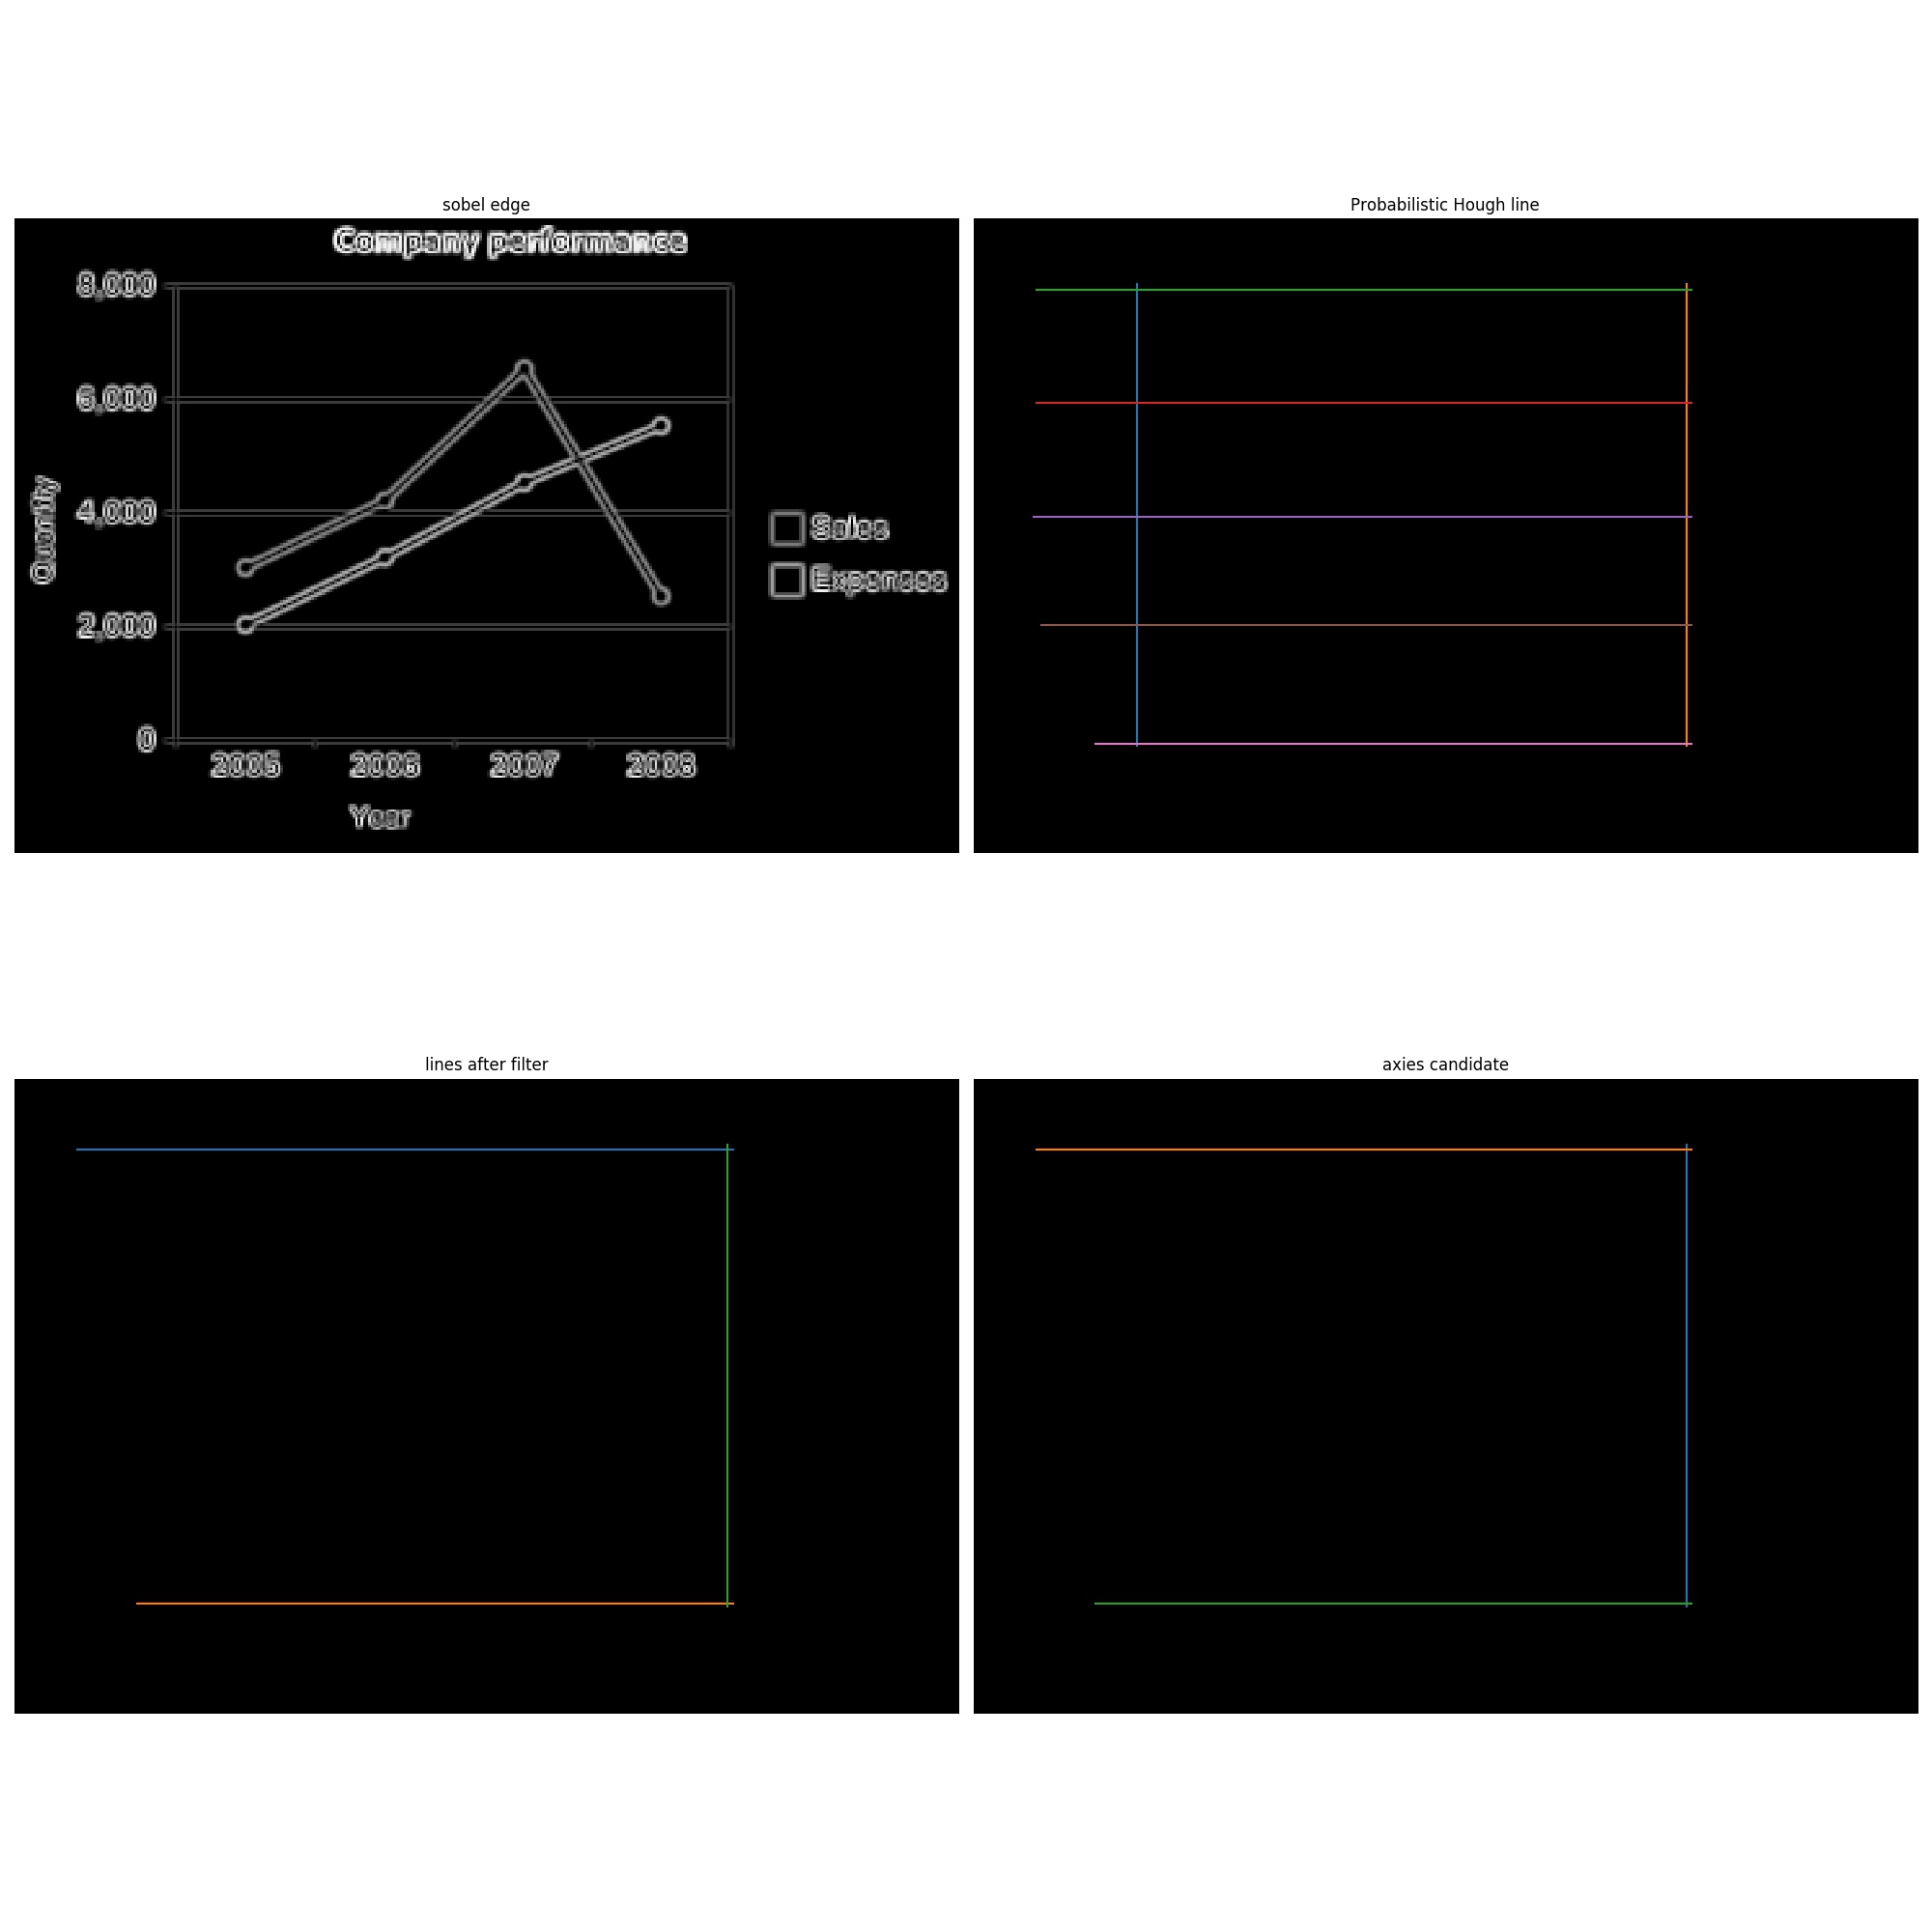 sobel edge
Probabilistic Hough line
Company performance
8,000
6,000
4,000
2,000
0
Quantity
2005
2006
2007
2008
Year
Sales
Expenses
lines after filter
axies candidate